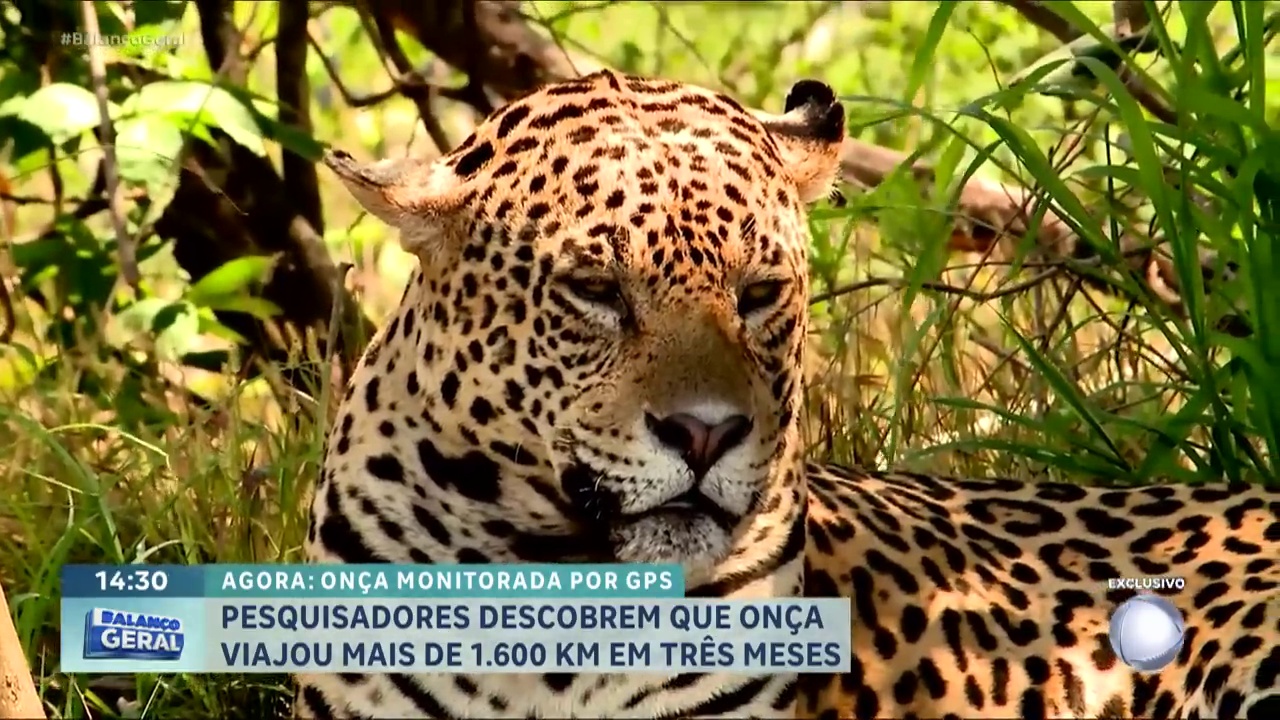 #BalançoGeral
14:30
AGORA: ONÇA MONITORADA POR GPS
BALANÇO
GERAL
PESQUISADORES DESCOBREM QUE ONÇA
VIAJOU MAIS DE 1.600 KM EM TRÊS MESES
EXCLUSIVO